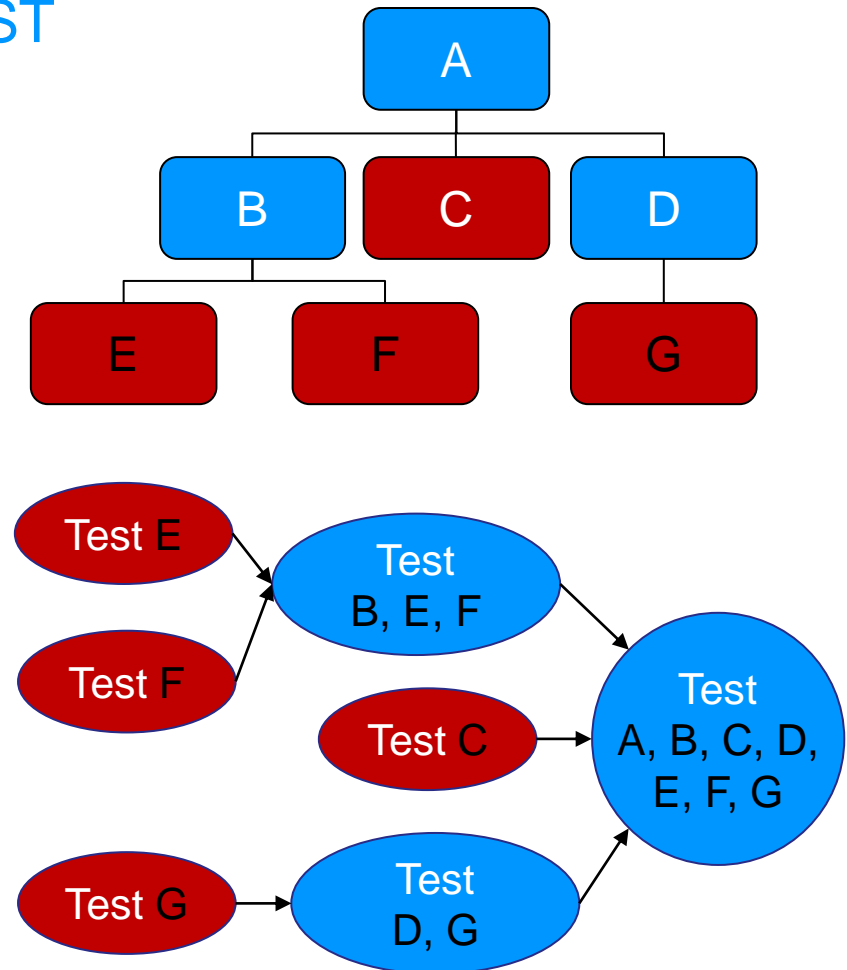 ST
A
B
C
D
E
F
G
Test E
Test
B, E, F
Test F
Test C
Test
A, B, C, D,
E, F, G
Test G
Test
D, G